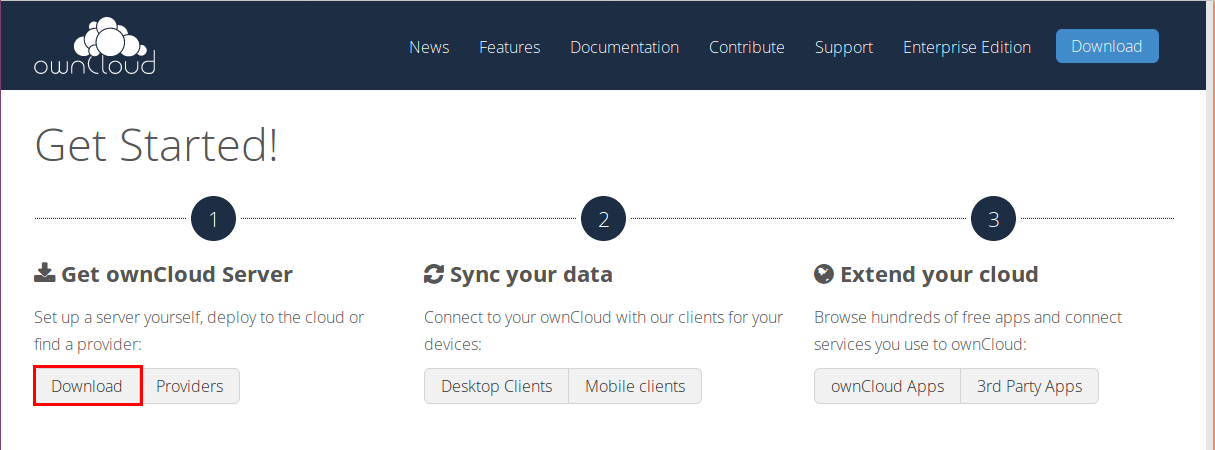 ownCloud
News Features Documentation Contribute Support Enterprise Edition Download
Get Started!
1 2 3
Get ownCloud Server
Set up a server yourself, deploy to the cloud or
find a provider:
Download Providers
Sync your data
Connect to your ownCloud with our clients for your
devices:
Desktop Clients Mobile clients
Extend your cloud
Browse hundreds of free apps and connect
services you use to ownCloud:
ownCloud Apps 3rd Party Apps